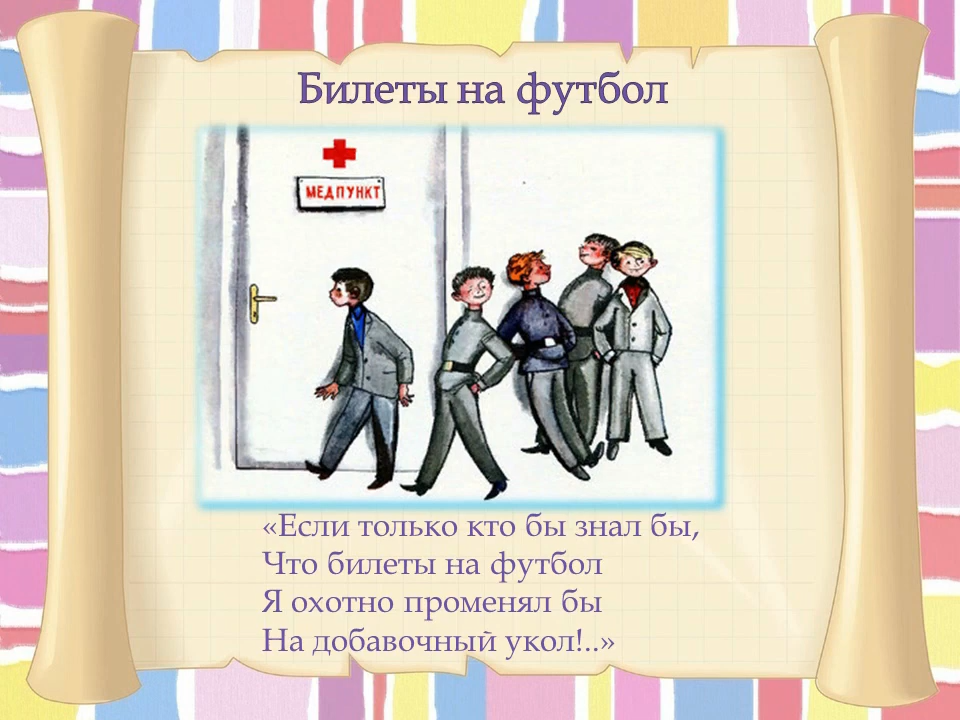 Билеты на футбол
МЕДПУНКТ
«Если только кто бы знал бы,
Что билеты на футбол
Я охотно променял бы
На добавочный укол!..»